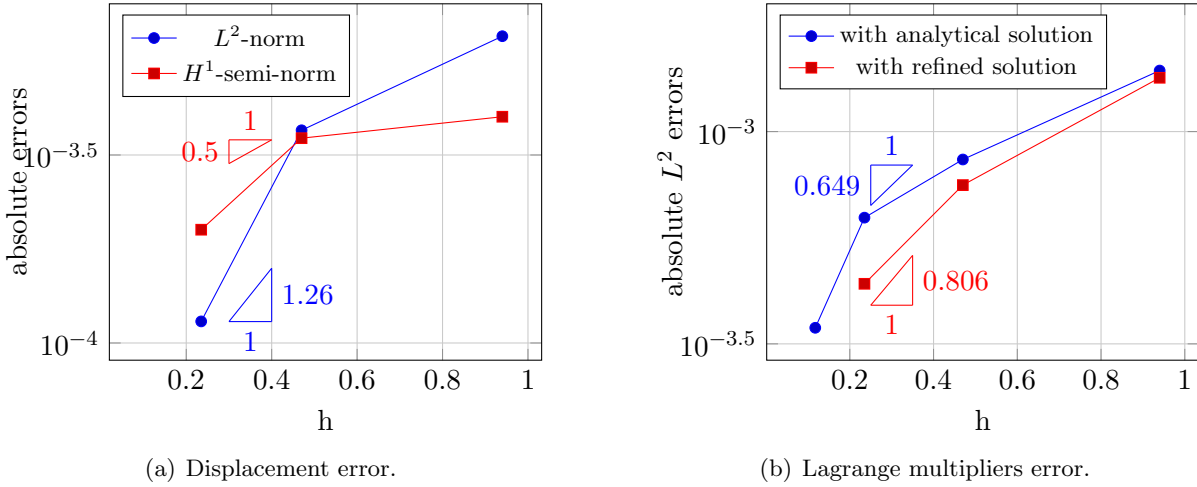 L²-norm
H¹-semi-norm
absolute errors
10⁻³·⁵
10⁻⁴
1
0.5
1.26
1
0.2
0.4
0.6
0.8
1
h
(a) Displacement error.
with analytical solution
with refined solution
absolute L² errors
10⁻³
10⁻³·⁵
1
0.649
0.806
1
0.2
0.4
0.6
0.8
1
h
(b) Lagrange multipliers error.